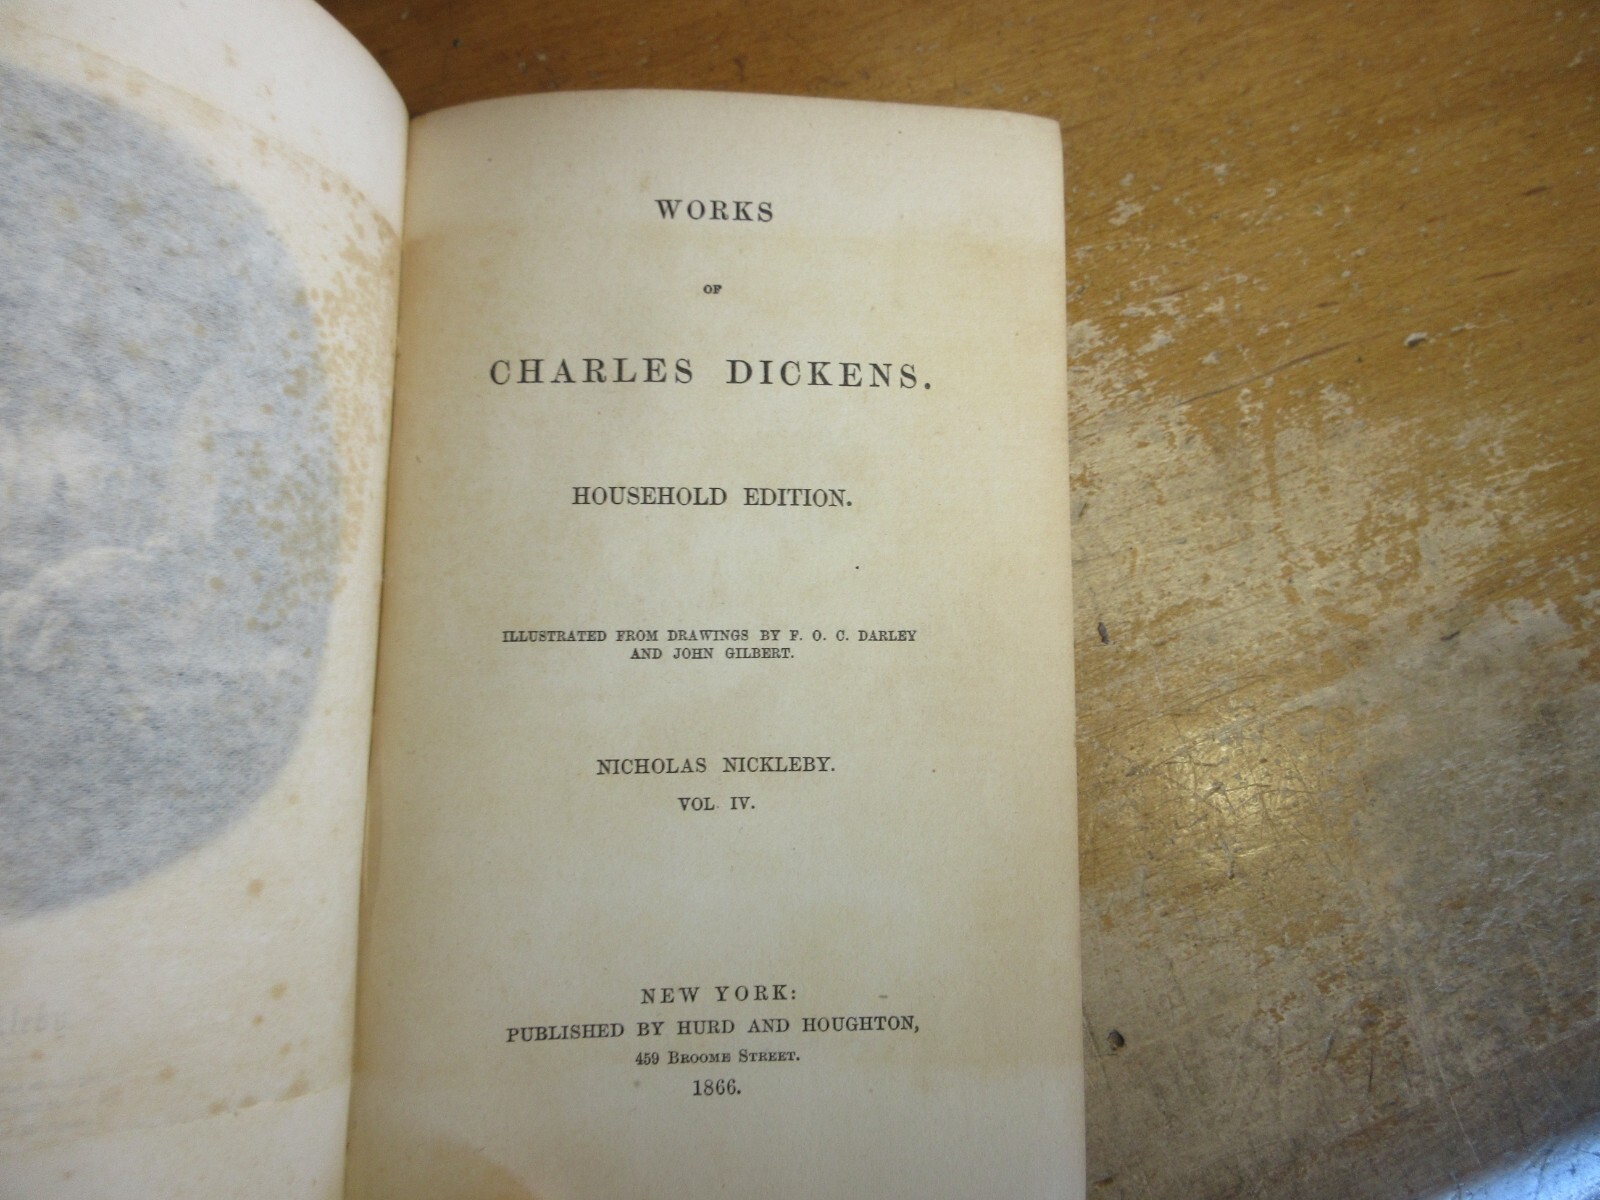 WORKS
OF
CHARLES DICKENS.
HOUSEHOLD EDITION.
ILLUSTRATED FROM DRAWINGS BY F. O. C. DARLEY
AND JOHN GILBERT.
NICHOLAS NICKLEBY.
VOL IV.
NEW YORK:
PUBLISHED BY HURD AND HOUGHTON,
459 BROOME STREET.
1866.